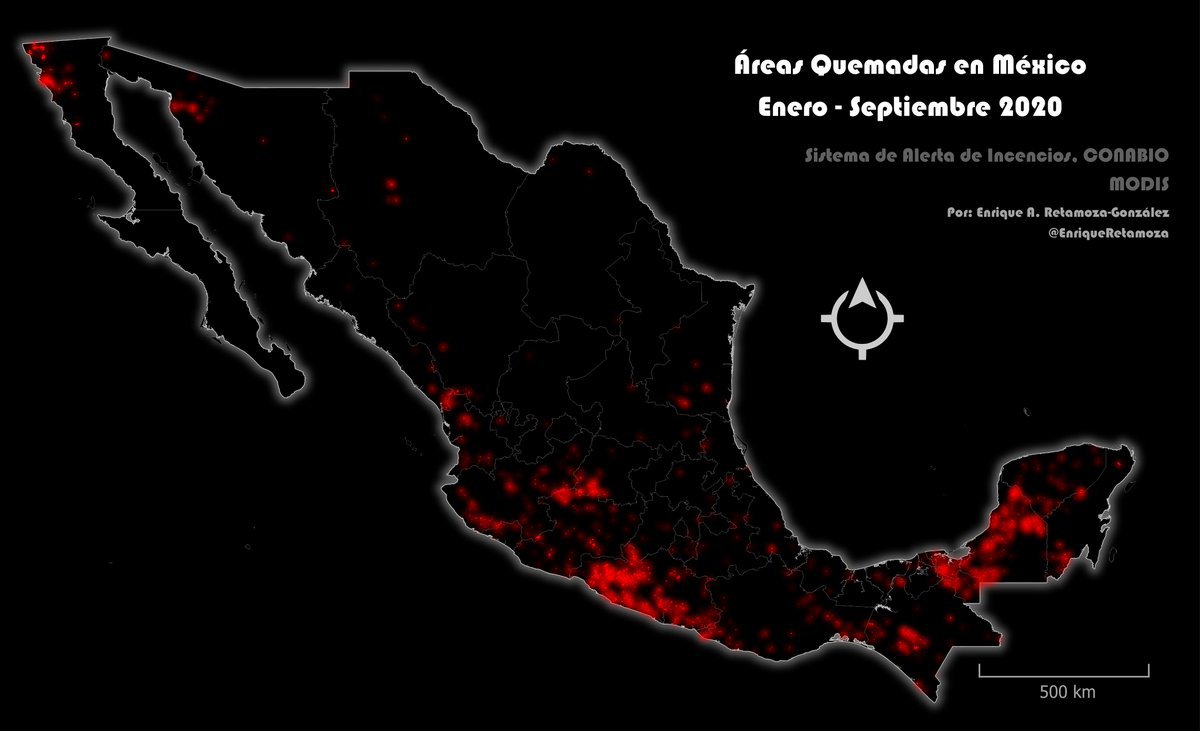 Áreas Quemadas en México
Enero - Septiembre 2020
Sistema de Alerta de Incencios, CONABIO
MODIS
Por: Enrique A. Retamoza-González
@EnriqueRetamoza
500 km